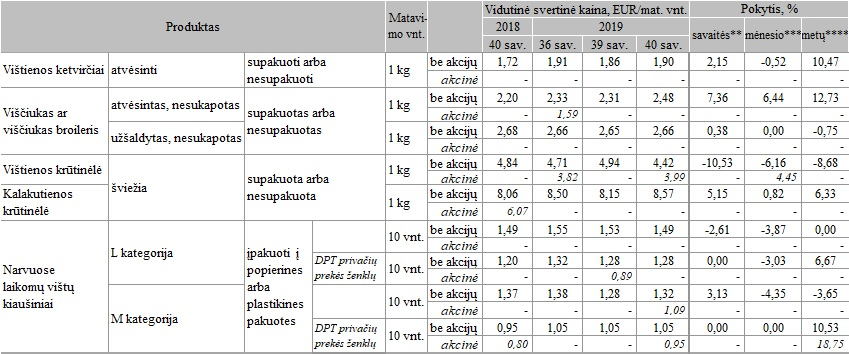 Produktas Matavi-mo vnt. Vidutinė svertinė kaina, EUR/mat. vnt. Pokytis, %
2018 2019 savaitės** mėnesio*** metų****
40 sav. 36 sav. 39 sav. 40 sav.
Vištienos ketvirčiai atvėsinti supakuoti arba nesupakuoti 1 kg be akcijų 1,72 1,91 1,86 1,90 2,15 -0,52 10,47
akcinė - - - - - - -
Viščiukas ar viščiukas broileris atvėsintas, nesukapotas supakuotas arba nesupakuotas 1 kg be akcijų 2,20 2,33 2,31 2,48 7,36 6,44 12,73
akcinė - 1,59 - - - - -
užšaldytas, nesukapotas 1 kg be akcijų 2,68 2,66 2,65 2,66 0,38 0,00 -0,75
akcinė - - - - - - -
Vištienos krūtinėlė šviežia supakuota arba nesupakuota 1 kg be akcijų 4,84 4,71 4,94 4,42 -10,53 -6,16 -8,68
akcinė - 3,82 - 3,99 - 4,45 -
Kalakutienos krūtinėlė 1 kg be akcijų 8,06 8,50 8,15 8,57 5,15 0,82 6,33
akcinė 6,07 - - - - - -
Narvuose laikomų vištų kiaušiniai L kategorija įpakuoti į popierines arba plastikines pakuotes 10 vnt. be akcijų 1,49 1,55 1,53 1,49 -2,61 -3,87 0,00
akcinė - - - - - - -
DPT privačių prekės ženklų 10 vnt. be akcijų 1,20 1,32 1,28 1,28 0,00 -3,03 6,67
akcinė - - 0,89 - - - -
M kategorija 10 vnt. be akcijų 1,37 1,38 1,28 1,32 3,13 -4,35 -3,65
akcinė - - - 1,09 - - -
DPT privačių prekės ženklų 10 vnt. be akcijų 0,95 1,05 1,05 1,05 0,00 0,00 10,53
akcinė 0,80 - - 0,95 - - 18,75